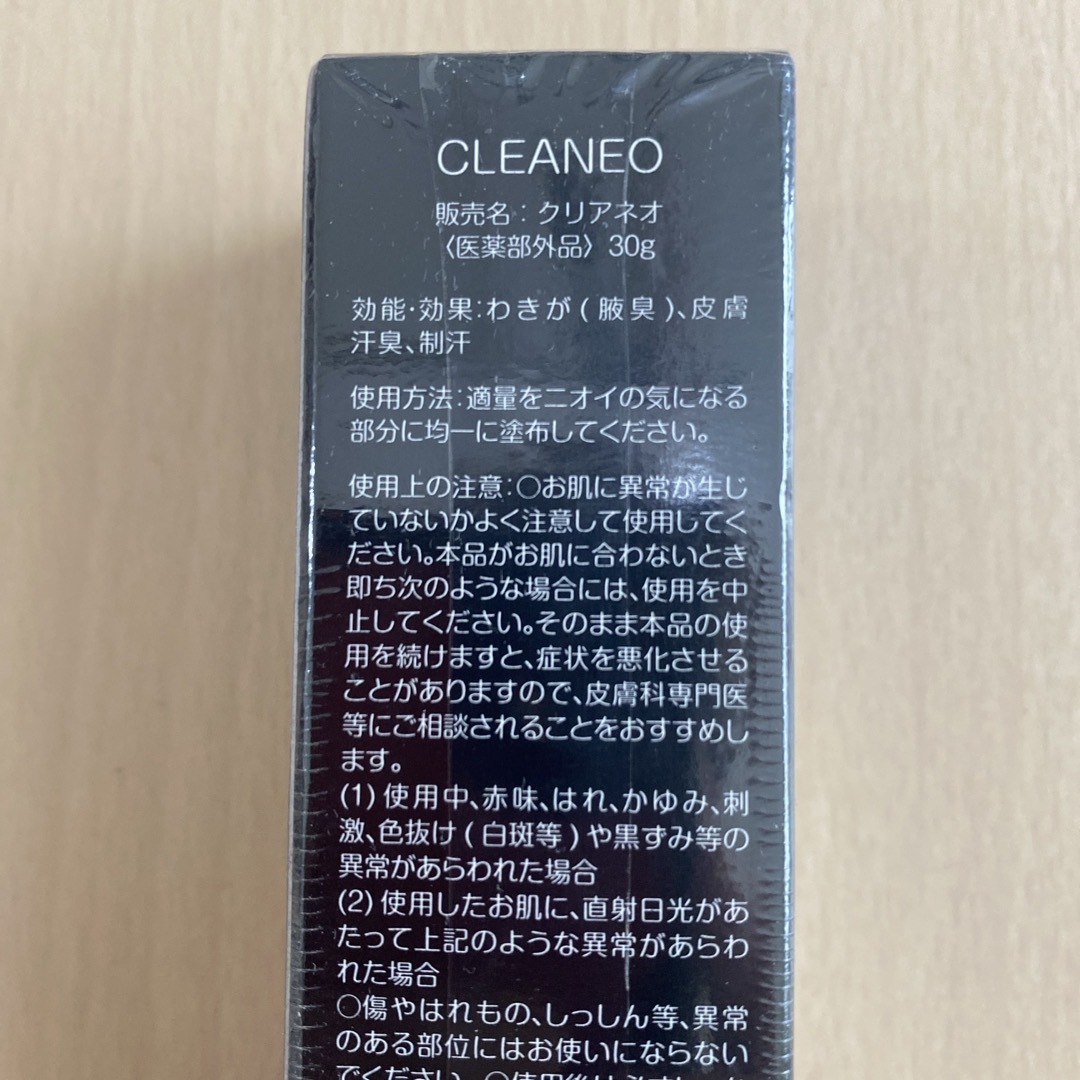 CLEANEO
販売名：クリアネオ
〈医薬部外品〉30g
効能・効果：わきが（腋臭）、皮膚
汗臭、制汗
使用方法：適量をニオイの気になる
部分に均一に塗布してください。
使用上の注意：○お肌に異常が生じ
ていないかよく注意して使用してく
ださい。本品がお肌に合わないとき
即ち次のような場合には、使用を中
止してください。そのまま本品の使
用を続けますと、症状を悪化させる
ことがありますので、皮膚科専門医
等にご相談されることをおすすめし
ます。
(1) 使用中、赤味、はれ、かゆみ、刺
激、色抜け（白斑等）や黒ずみ等の
異常があらわれた場合
(2) 使用したお肌に、直射日光があ
たって上記のような異常があらわ
れた場合
○傷やはれもの、しっしん等、異常
のある部位にはお使いにならない
でください。○使用後は必ず